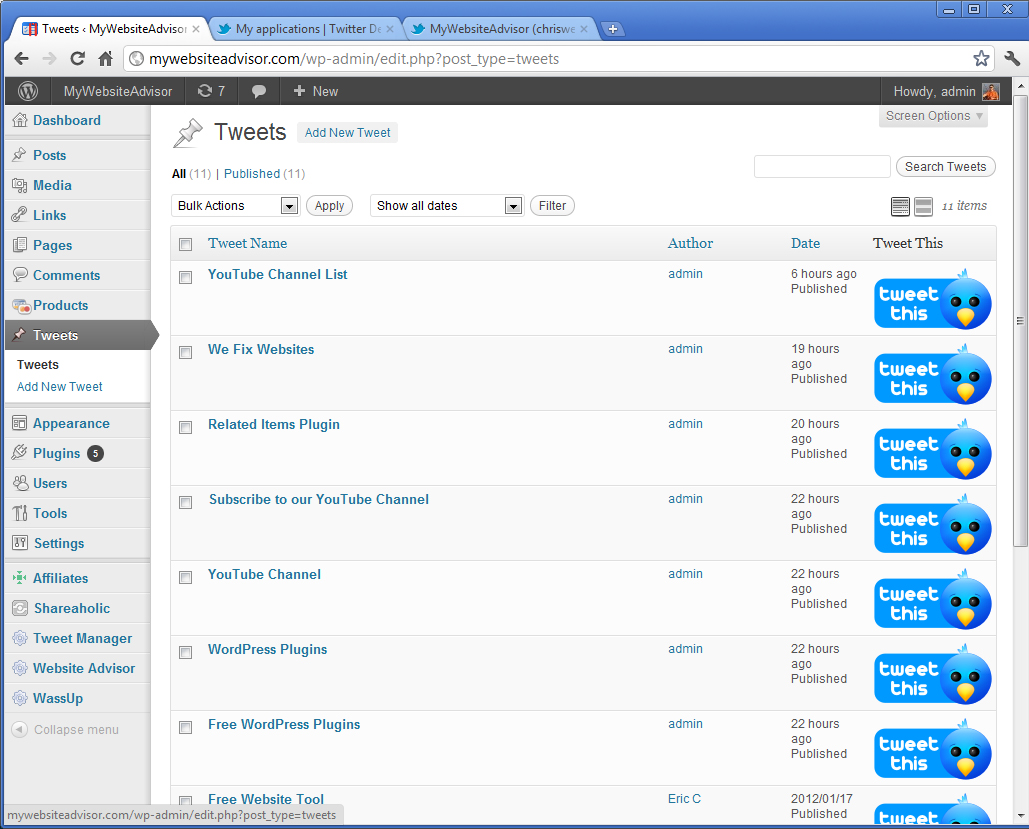 Tweets ‹ MyWebsiteAdvisor
My applications | Twitter De
MyWebsiteAdvisor (chriswe
mywebsiteadvisor.com/wp-admin/edit.php?post_type=tweets
MyWebsiteAdvisor 7 + New Howdy, admin
Screen Options
Dashboard
Posts
Media
Links
Pages
Comments
Products
Tweets
Tweets
Add New Tweet
Appearance
Plugins 5
Users
Tools
Settings
Affiliates
Shareaholic
Tweet Manager
Website Advisor
WassUp
Collapse menu
Tweets Add New Tweet
All (11) | Published (11)
Search Tweets
Bulk Actions Apply Show all dates Filter 11 items
Tweet Name Author Date Tweet This
YouTube Channel List admin 6 hours ago
Published
tweet
this
We Fix Websites admin 19 hours
ago
Published
tweet
this
Related Items Plugin admin 20 hours
ago
Published
tweet
this
Subscribe to our YouTube Channel admin 22 hours
ago
Published
tweet
this
YouTube Channel admin 22 hours
ago
Published
tweet
this
WordPress Plugins admin 22 hours
ago
Published
tweet
this
Free WordPress Plugins admin 22 hours
ago
Published
tweet
this
Free Website Tool Eric C 2012/01/17
Published
tweet
mywebsiteadvisor.com/wp-admin/edit.php?post_type=tweets